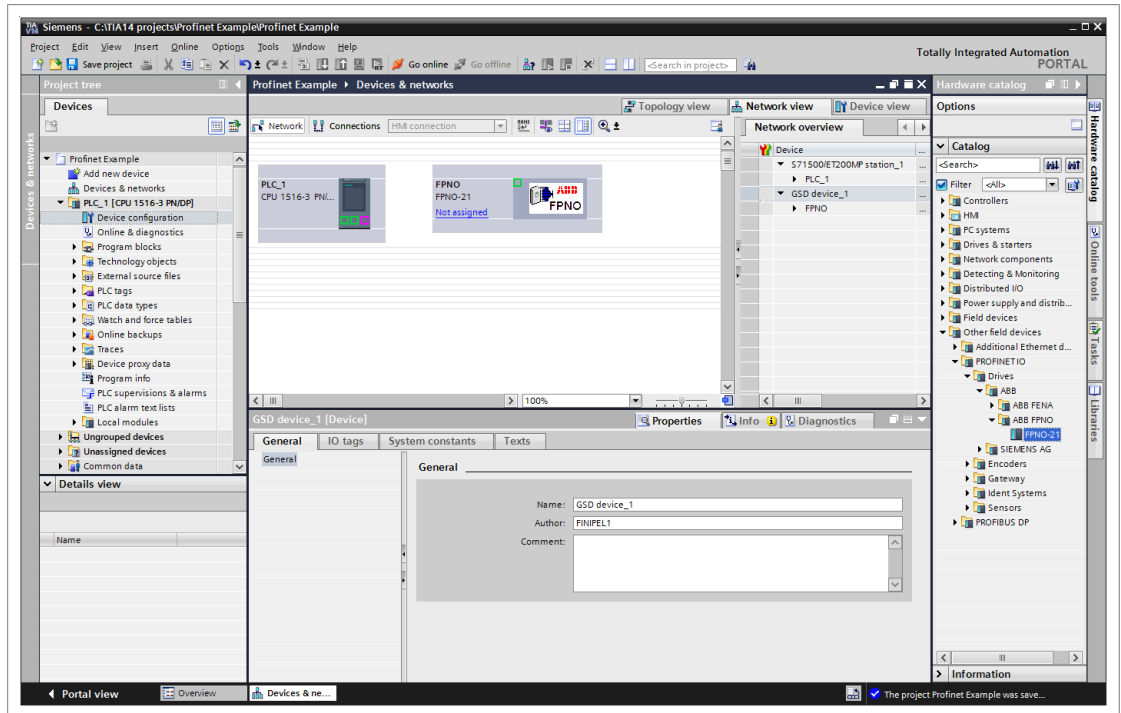 Siemens - C:\TIA14 projects\Profinet Example\Profinet Example
Project Edit View Insert Online Options Tools Window Help
Totally Integrated Automation
PORTAL
Save project
Go online
Go offline
<Search in project>
Project tree
Profinet Example ▸ Devices & networks
Hardware catalog
Devices
Topology view
Network view
Device view
Options
Network
Connections
HMI connection
Network overview
Devices & networks
Profinet Example
Add new device
Devices & networks
PLC_1 [CPU 1516-3 PN/DP]
Device configuration
Online & diagnostics
Program blocks
Technology objects
External source files
PLC tags
PLC data types
Watch and force tables
Online backups
Traces
Device proxy data
Program info
PLC supervisions & alarms
PLC alarm text lists
Local modules
Ungrouped devices
Unassigned devices
Common data
Details view
Name
PLC_1
CPU 1516-3 PN/...
FPNO
FPNO-21
Not assigned
ABB
FPNO
100%
Device
S71500/ET200MP station_1
PLC_1
GSD device_1
FPNO
Catalog
<Search>
Filter
<All>
Controllers
HMI
PC systems
Drives & starters
Network components
Detecting & Monitoring
Distributed I/O
Power supply and distrib...
Field devices
Other field devices
Additional Ethernet d...
PROFINET IO
Drives
ABB
ABB FENA
ABB FPNO
FPNO-21
SIEMENS AG
Encoders
Gateway
Ident Systems
Sensors
PROFIBUS DP
Information
Hardware catalog
Online tools
Tasks
Libraries
GSD device_1 [Device]
Properties
Info
Diagnostics
General
IO tags
System constants
Texts
General
General
Name: GSD device_1
Author: FINIPEL1
Comment:
Portal view
Overview
Devices & ne...
The project Profinet Example was save...